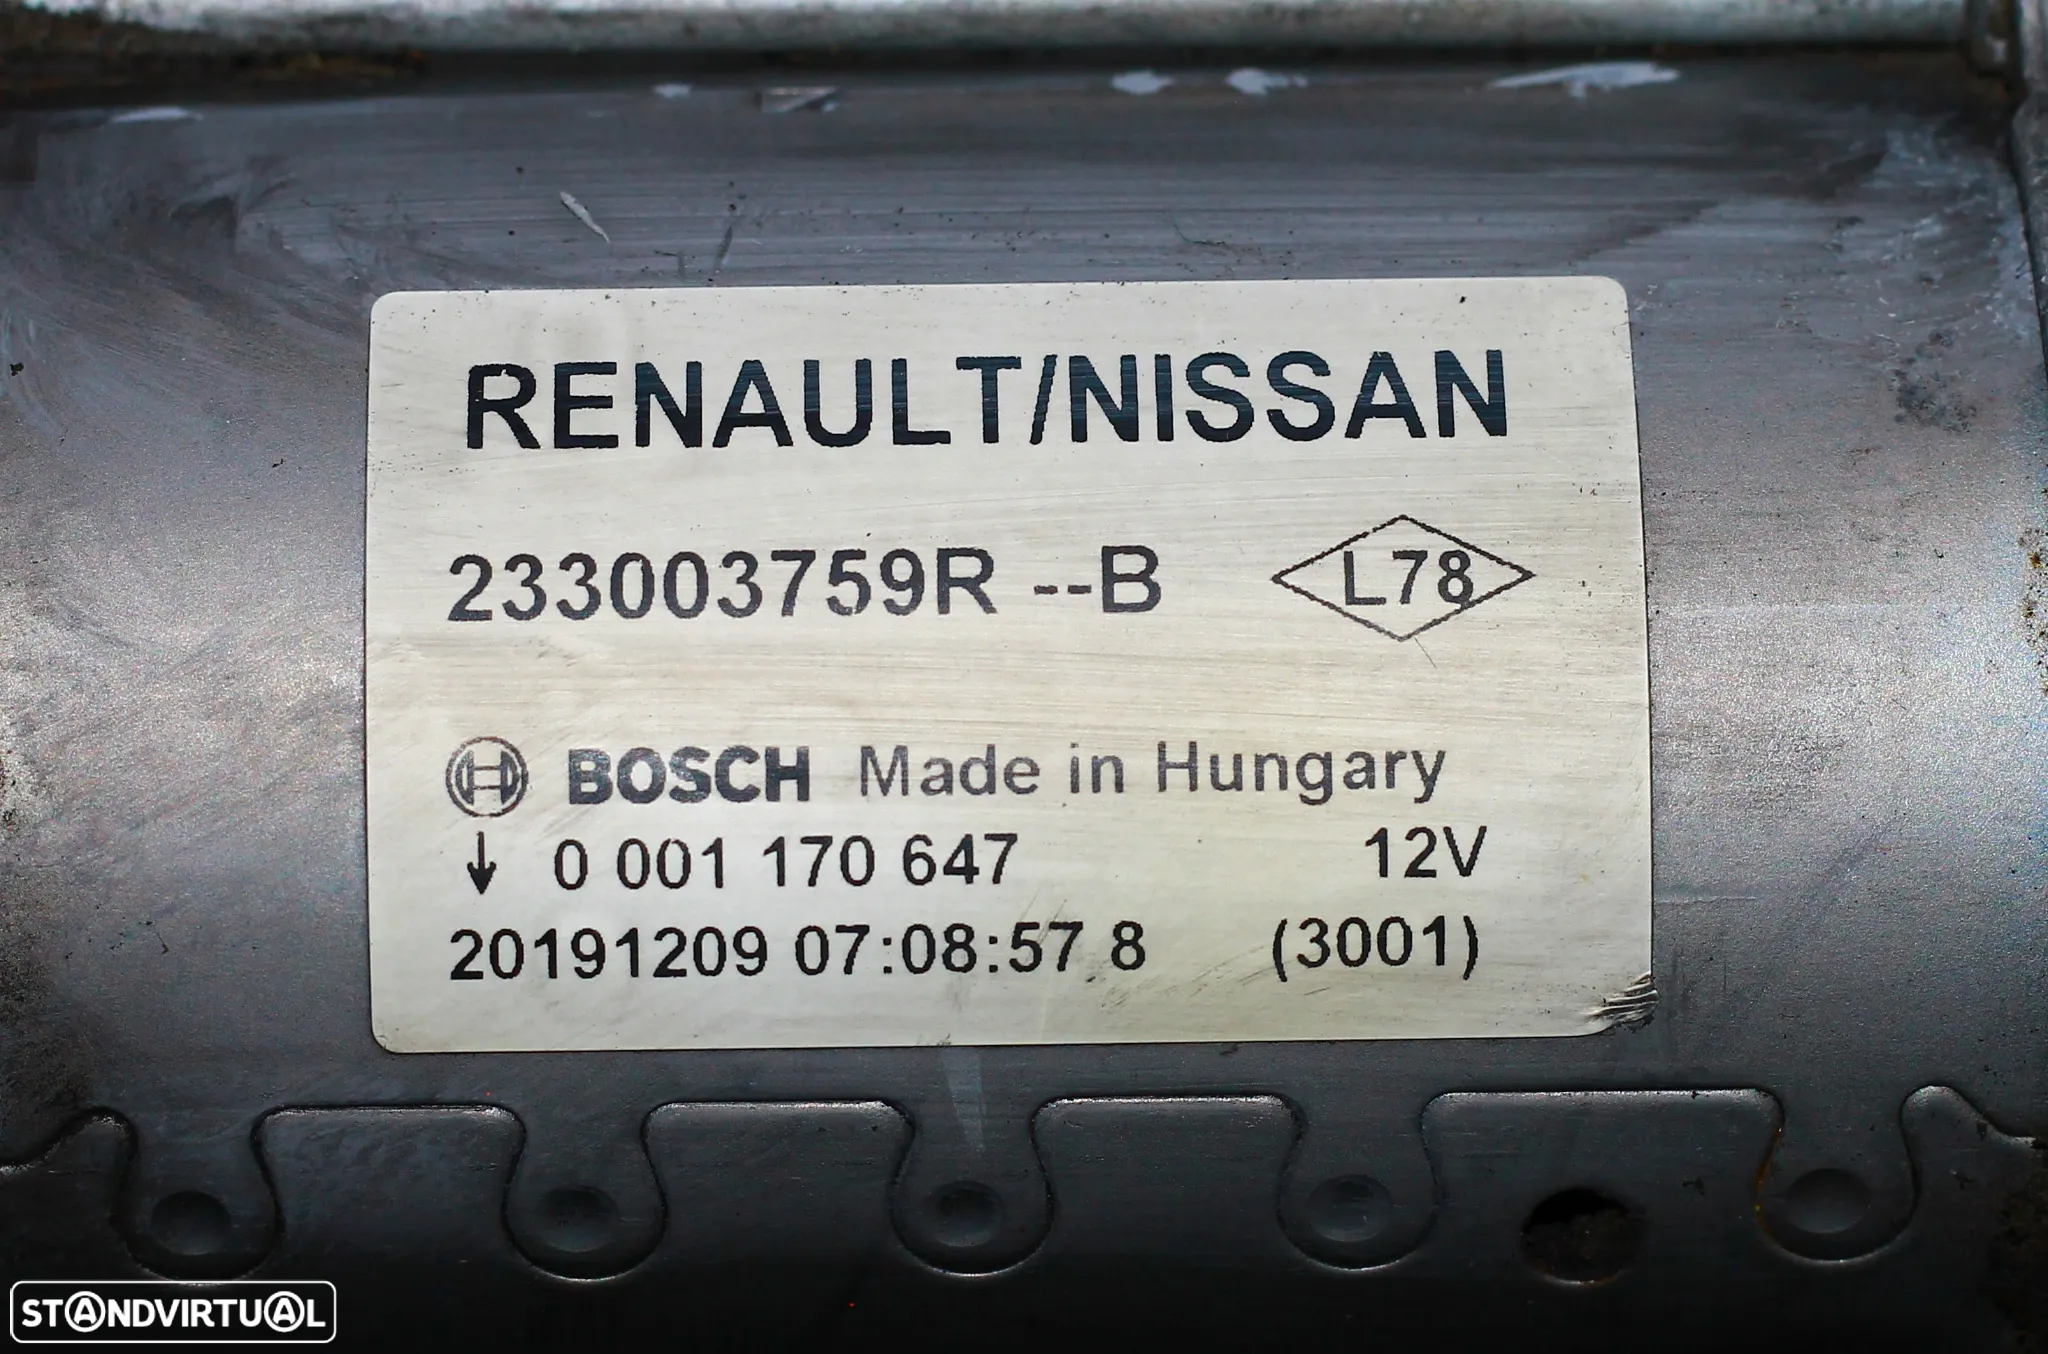 RENAULT/NISSAN
233003759R --B L78
BOSCH Made in Hungary
↓ 0 001 170 647 12V
20191209 07:08:57 8 (3001)
STANDVIRTUAL